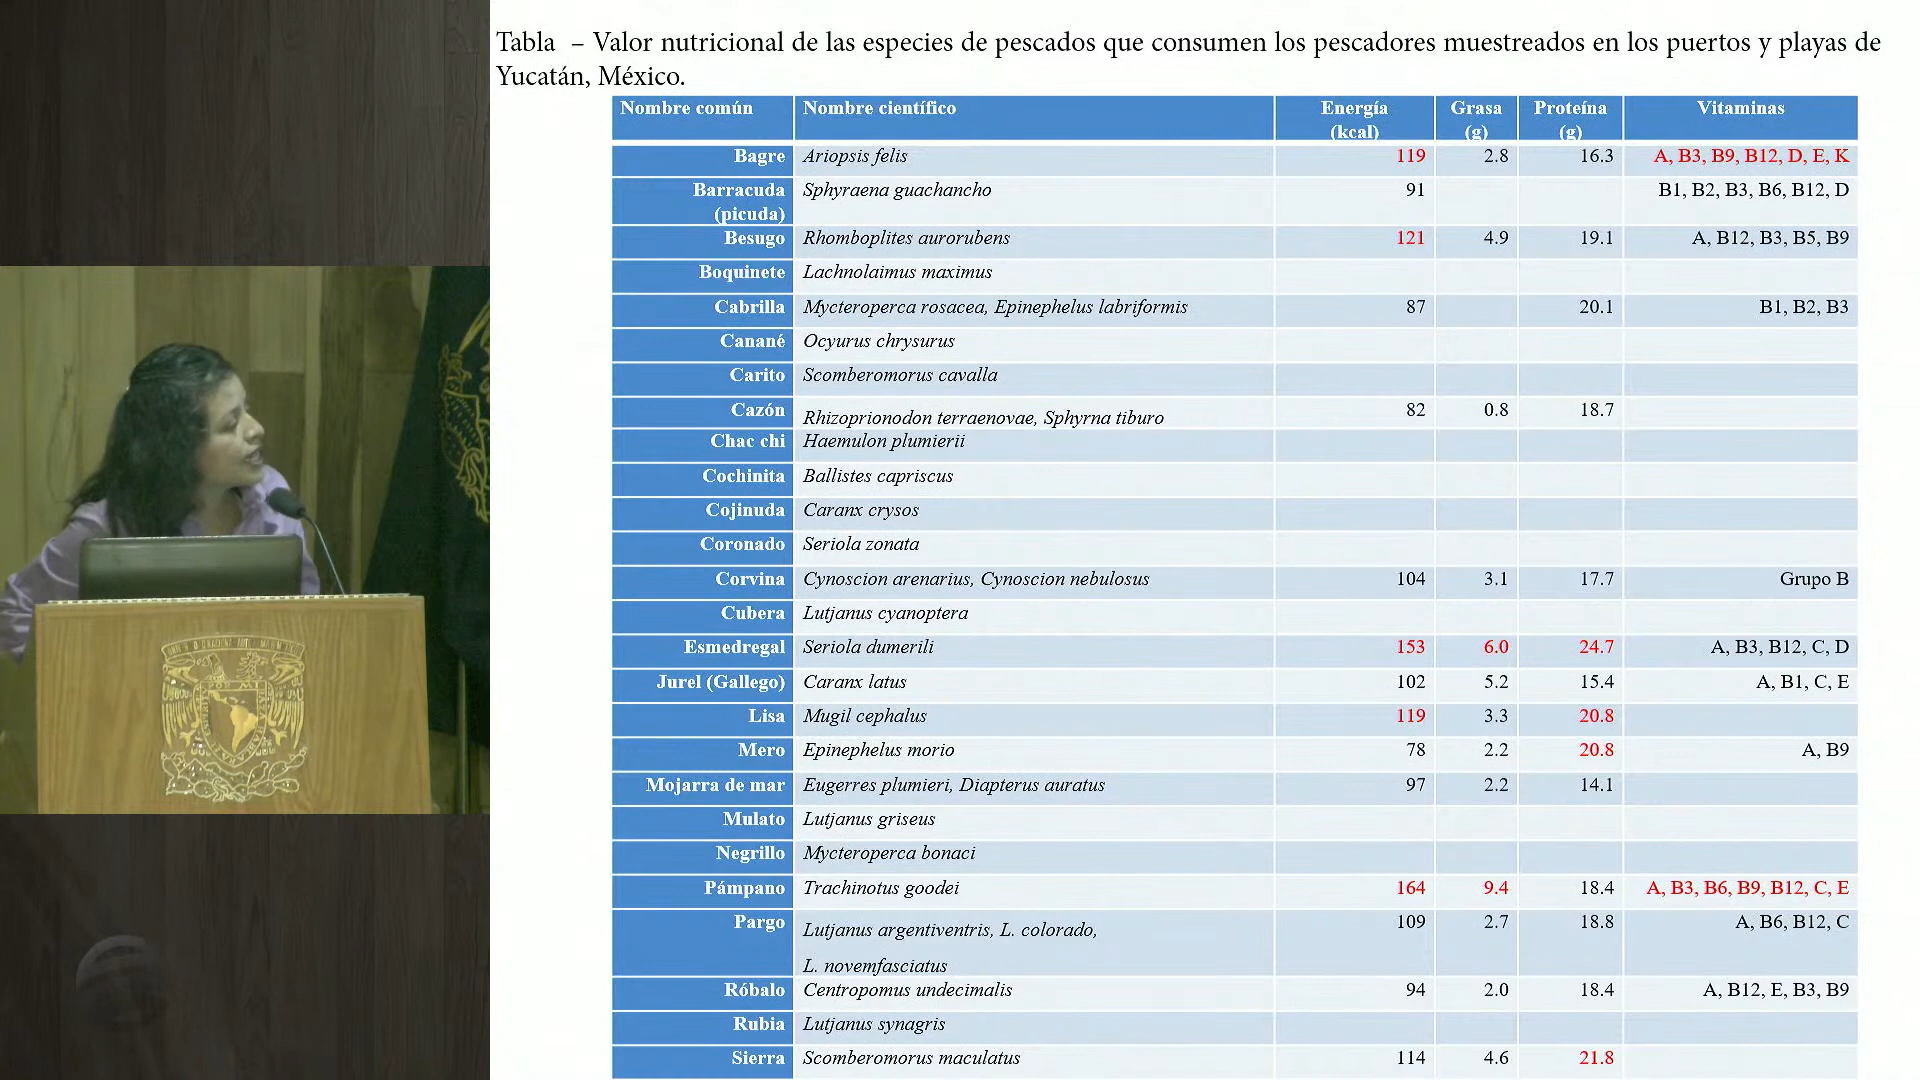 Tabla – Valor nutricional de las especies de pescados que consumen los pescadores muestreados en los puertos y playas de
Yucatán, México.
Nombre común Nombre científico Energía (kcal) Grasa (g) Proteína (g) Vitaminas
Bagre Ariopsis felis 119 2.8 16.3 A, B3, B9, B12, D, E, K
Barracuda (picuda) Sphyraena guachancho 91 B1, B2, B3, B6, B12, D
Besugo Rhomboplites aurorubens 121 4.9 19.1 A, B12, B3, B5, B9
Boquinete Lachnolaimus maximus
Cabrilla Mycteroperca rosacea, Epinephelus labriformis 87 20.1 B1, B2, B3
Canané Ocyurus chrysurus
Carito Scomberomorus cavalla
Cazón Rhizoprionodon terraenovae, Sphyrna tiburo 82 0.8 18.7
Chac chi Haemulon plumierii
Cochinita Ballistes capriscus
Cojinuda Caranx crysos
Coronado Seriola zonata
Corvina Cynoscion arenarius, Cynoscion nebulosus 104 3.1 17.7 Grupo B
Cubera Lutjanus cyanoptera
Esmedregal Seriola dumerili 153 6.0 24.7 A, B3, B12, C, D
Jurel (Gallego) Caranx latus 102 5.2 15.4 A, B1, C, E
Lisa Mugil cephalus 119 3.3 20.8
Mero Epinephelus morio 78 2.2 20.8 A, B9
Mojarra de mar Eugerres plumieri, Diapterus auratus 97 2.2 14.1
Mulato Lutjanus griseus
Negrillo Mycteroperca bonaci
Pámpano Trachinotus goodei 164 9.4 18.4 A, B3, B6, B9, B12, C, E
Pargo Lutjanus argentiventris, L. colorado, 109 2.7 18.8 A, B6, B12, C
L. novemfasciatus
Róbalo Centropomus undecimalis 94 2.0 18.4 A, B12, E, B3, B9
Rubia Lutjanus synagris
Sierra Scomberomorus maculatus 114 4.6 21.8